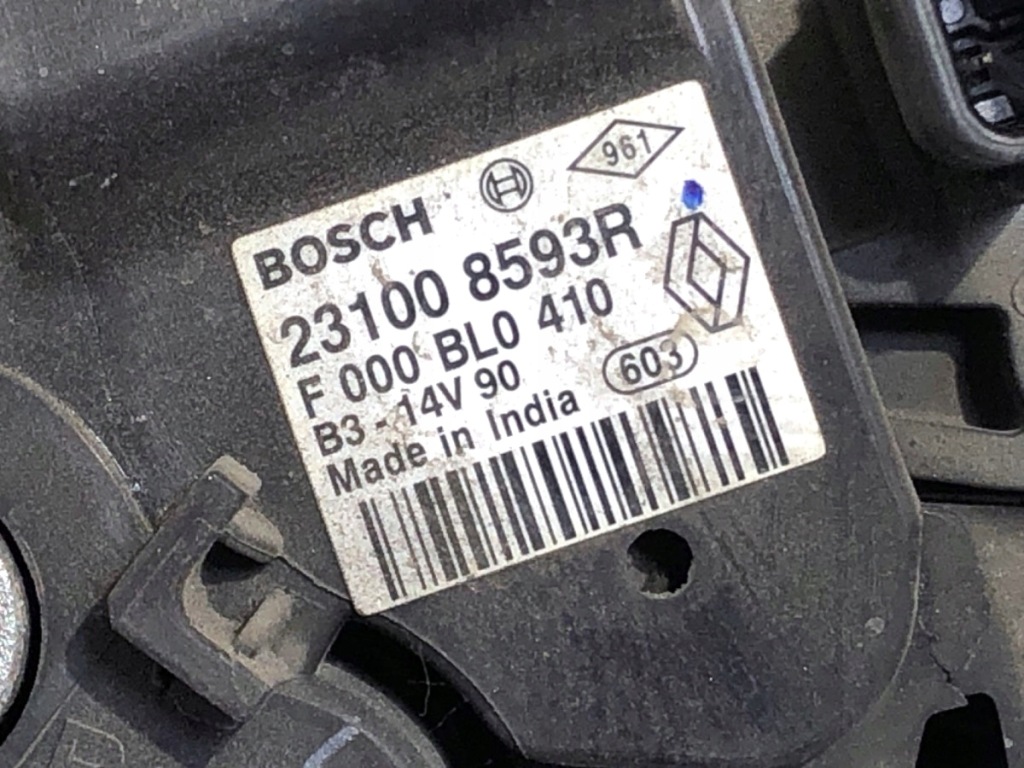 BOSCH
961
23100 8593R
F 000 BL0 410
B3 - 14V 90
603
Made in India